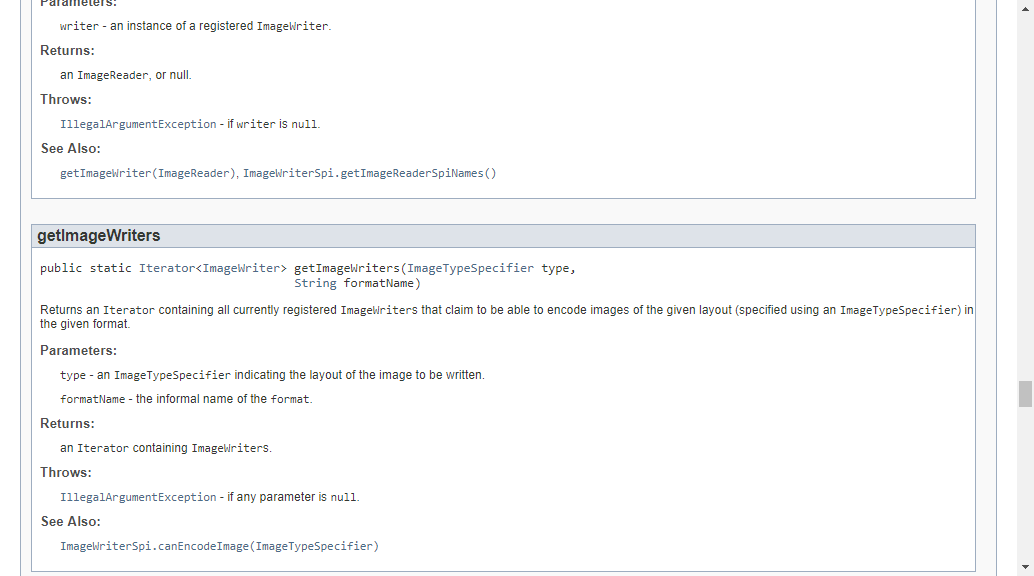 Parameters:
writer - an instance of a registered ImageWriter.
Returns:
an ImageReader, or null.
Throws:
IllegalArgumentException - if writer is null.
See Also:
getImageWriter(ImageReader), ImageWriterSpi.getImageReaderSpiNames()
getImageWriters
public static Iterator<ImageWriter> getImageWriters(ImageTypeSpecifier type,
String formatName)
Returns an Iterator containing all currently registered ImageWriters that claim to be able to encode images of the given layout (specified using an ImageTypeSpecifier) in
the given format.
Parameters:
type - an ImageTypeSpecifier indicating the layout of the image to be written.
formatName - the informal name of the format.
Returns:
an Iterator containing ImageWriters.
Throws:
IllegalArgumentException - if any parameter is null.
See Also:
ImageWriterSpi.canEncodeImage(ImageTypeSpecifier)